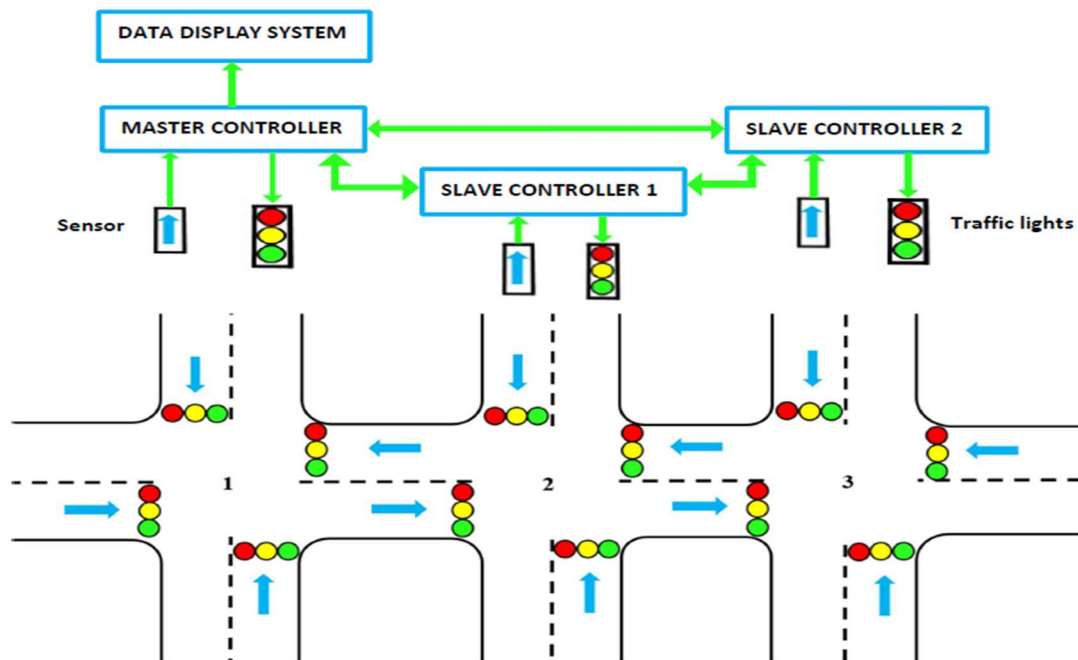 DATA DISPLAY SYSTEM
MASTER CONTROLLER
SLAVE CONTROLLER 2
SLAVE CONTROLLER 1
Sensor
Traffic lights
1
2
3